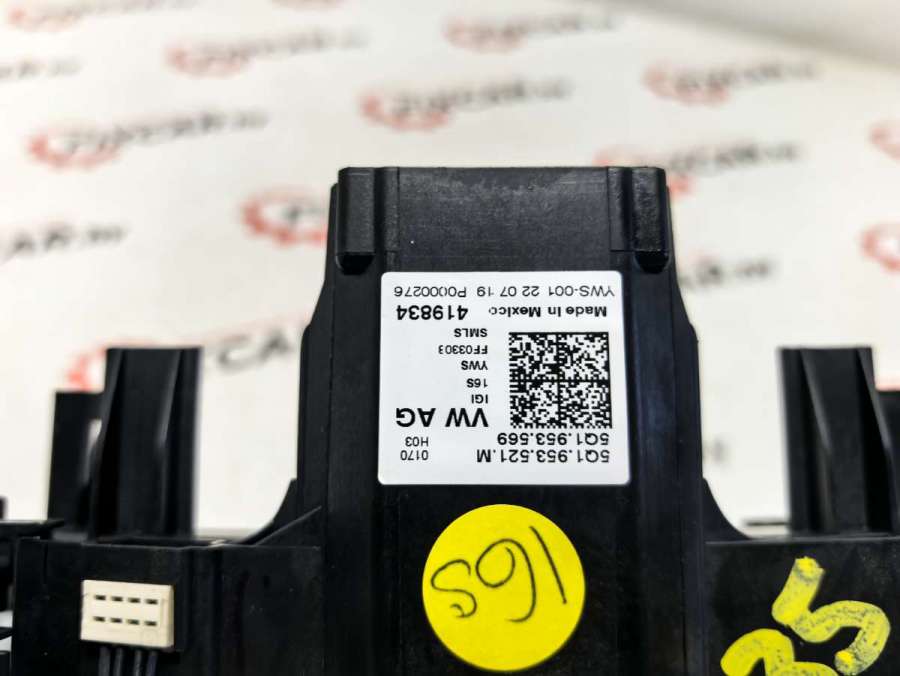 5Q1.953.521.M
5Q1.953.569
0170
H03
VW AG
IGI
16S
YWS
FF03303
SMLS
Made in Mexico
419834
YWS-001 22 07 19 P0000276
16S